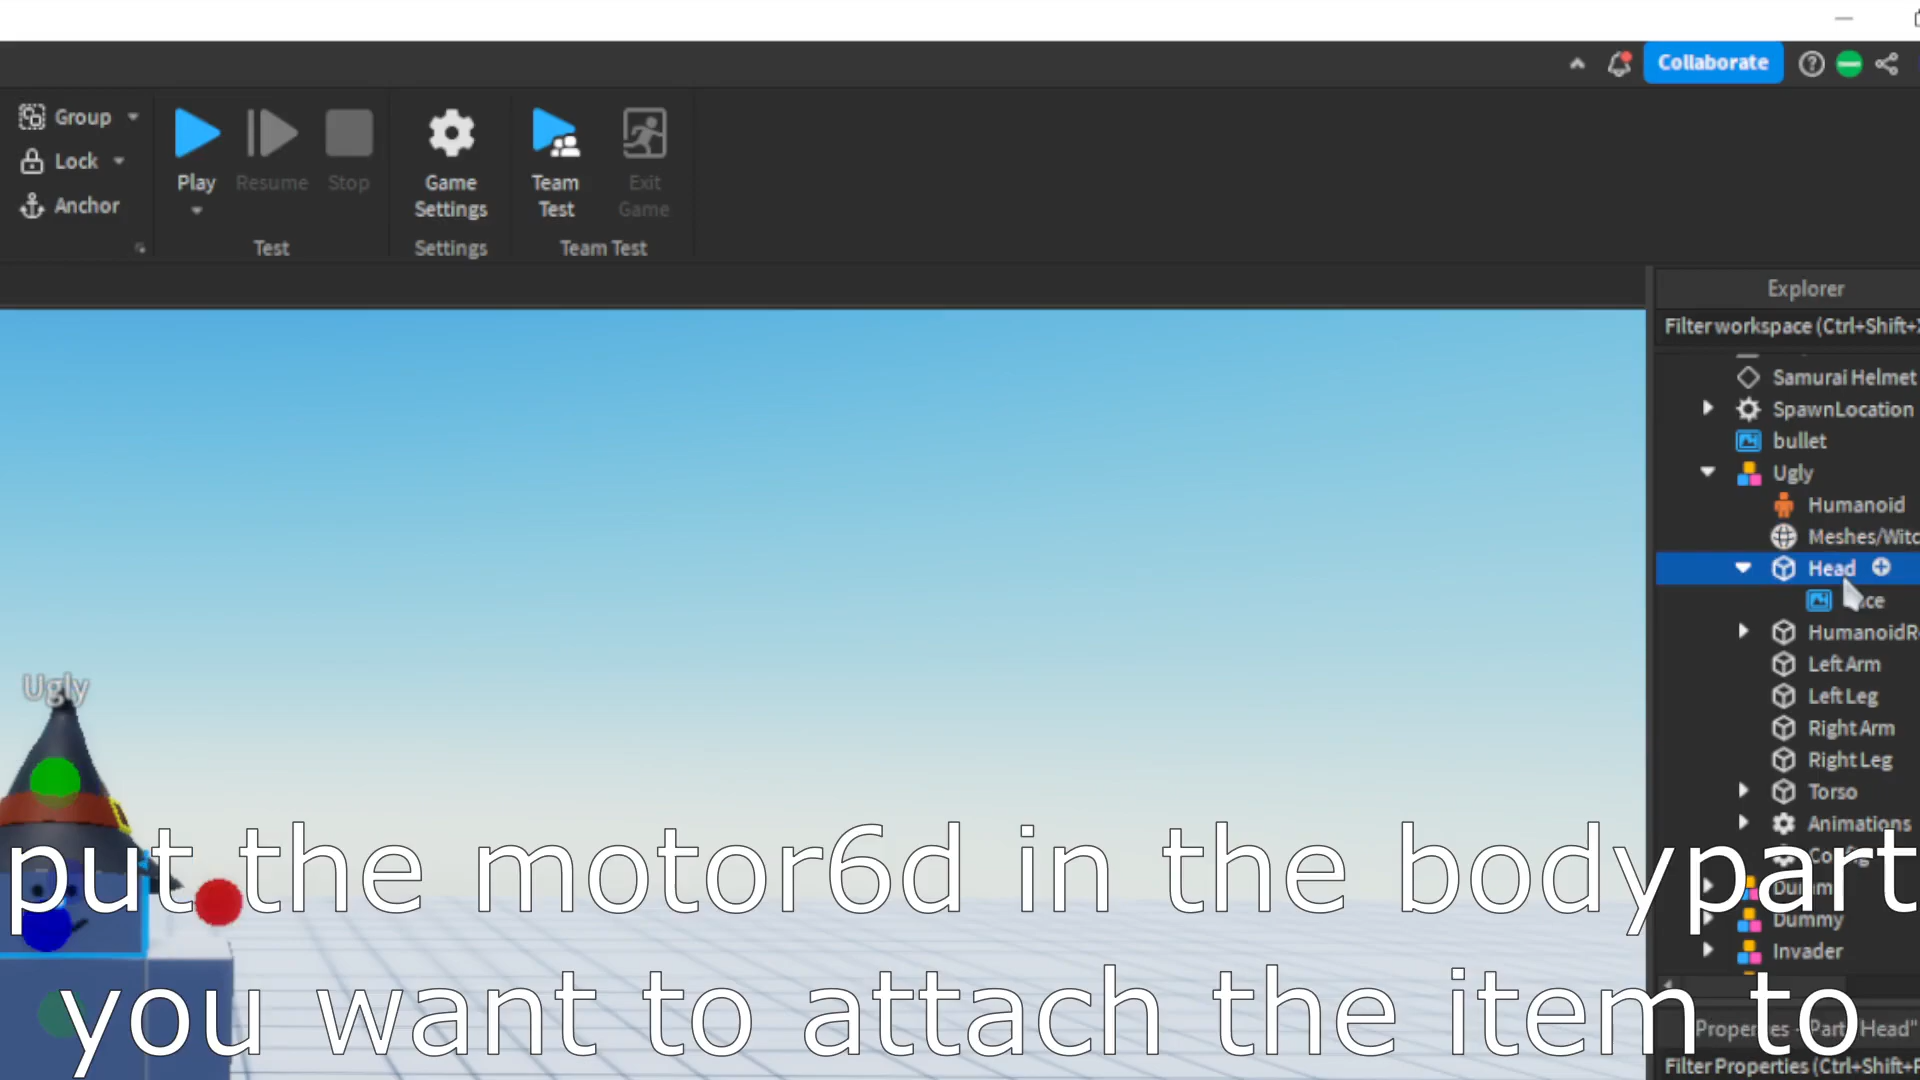 Collaborate
Group
Lock
Anchor
Play
Resume
Stop
Game
Settings
Team
Test
Exit
Game
Test
Settings
Team Test
Explorer
Filter workspace (Ctrl+Shift+X
Samurai Helmet
SpawnLocation
bullet
Ugly
Humanoid
Meshes/Witc
Head
HumanoidR
Left Arm
Left Leg
Right Arm
Right Leg
Torso
Animations
Dummy
Invader
Ugly
put the motor6d in the bodypart
you want to attach the item to
Properties - Part "Head"
Filter Properties (Ctrl+Shift+P